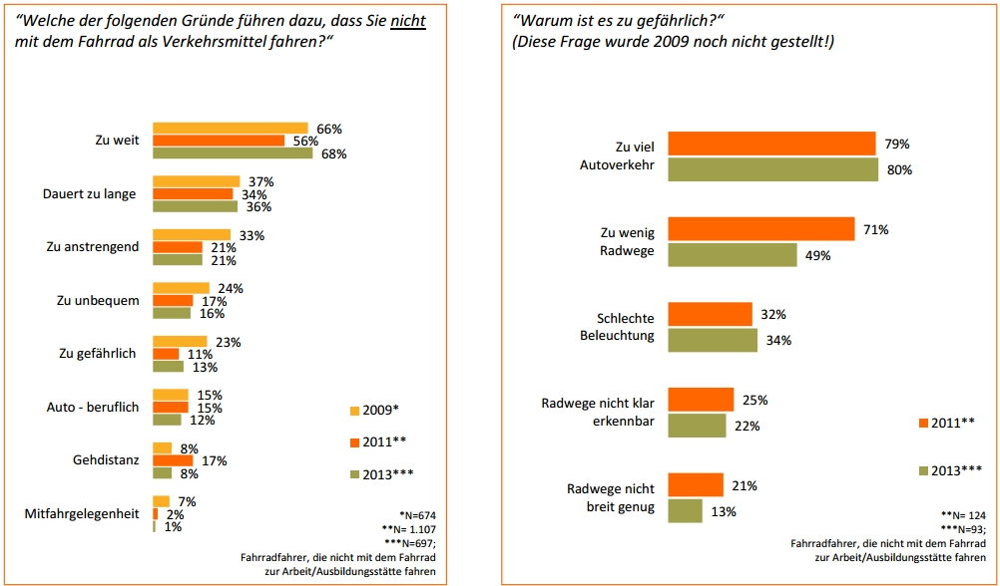 “Welche der folgenden Gründe führen dazu, dass Sie nicht
mit dem Fahrrad als Verkehrsmittel fahren?“
Zu weit
66%
56%
68%
Dauert zu lange
37%
34%
36%
Zu anstrengend
33%
21%
21%
Zu unbequem
24%
17%
16%
Zu gefährlich
23%
11%
13%
Auto - beruflich
15%
15%
12%
Gehdistanz
8%
17%
8%
Mitfahrgelegenheit
7%
2%
1%
2009*
2011**
2013***
*N=674
**N= 1.107
***N=697;
Fahrradfahrer, die nicht mit dem Fahrrad
zur Arbeit/Ausbildungsstätte fahren
“Warum ist es zu gefährlich?“
(Diese Frage wurde 2009 noch nicht gestellt!)
Zu viel
Autoverkehr
79%
80%
Zu wenig
Radwege
71%
49%
Schlechte
Beleuchtung
32%
34%
Radwege nicht klar
erkennbar
25%
22%
Radwege nicht
breit genug
21%
13%
2011**
2013***
**N= 124
***N=93;
Fahrradfahrer, die nicht mit dem Fahrrad
zur Arbeit/Ausbildungsstätte fahren